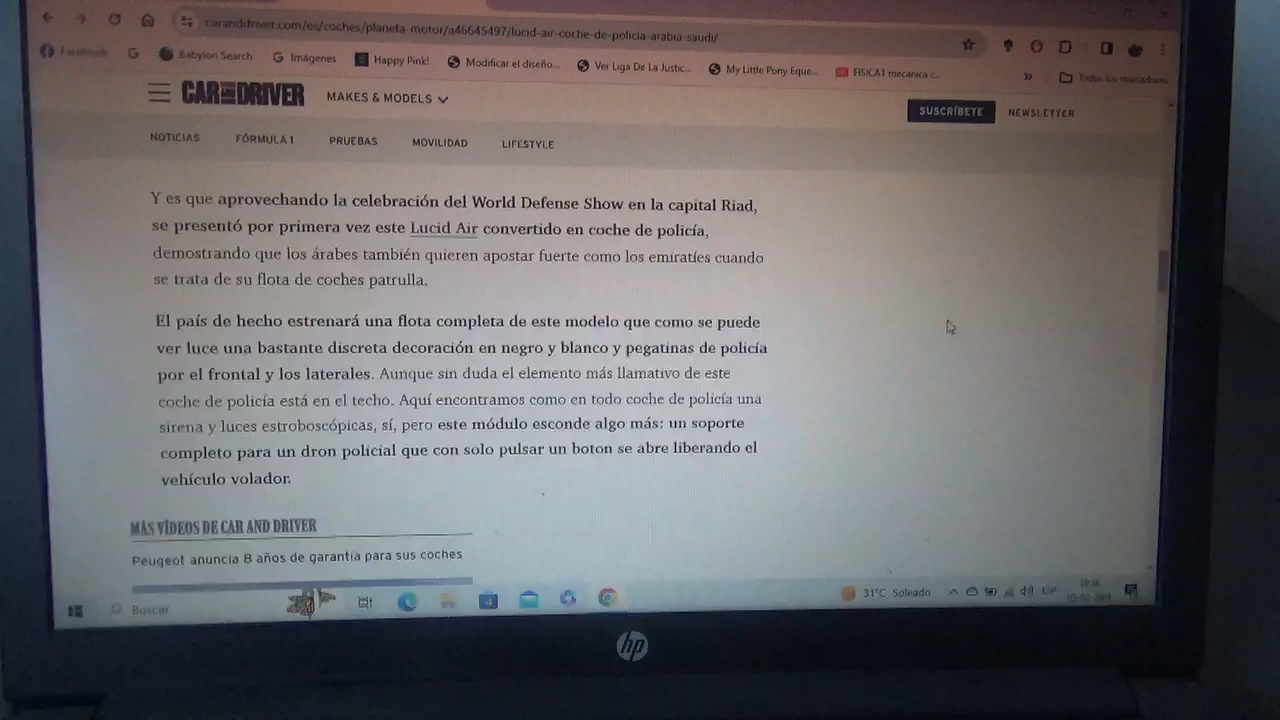 caranddriver.com/es/coches/planeta-motor/a46645497/lucid-air-coche-de-policia-arabia-saudi/
Facebook
Babylon Search
Imágenes
Happy Pink!
Modificar el diseño...
Ver Liga De La Justic...
My Little Pony Eque...
FISICA1 mecanica c...
»
Todos los marcadores
CAR AND DRIVER
MAKES & MODELS
SUSCRÍBETE
NEWSLETTER
NOTICIAS
FÓRMULA 1
PRUEBAS
MOVILIDAD
LIFESTYLE
Y es que aprovechando la celebración del World Defense Show en la capital Riad,
se presentó por primera vez este Lucid Air convertido en coche de policía,
demostrando que los árabes también quieren apostar fuerte como los emiratíes cuando
se trata de su flota de coches patrulla.
El país de hecho estrenará una flota completa de este modelo que como se puede
ver luce una bastante discreta decoración en negro y blanco y pegatinas de policía
por el frontal y los laterales. Aunque sin duda el elemento más llamativo de este
coche de policía está en el techo. Aquí encontramos como en todo coche de policía una
sirena y luces estroboscópicas, sí, pero este módulo esconde algo más: un soporte
completo para un dron policial que con solo pulsar un boton se abre liberando el
vehículo volador.
MÁS VÍDEOS DE CAR AND DRIVER
Peugeot anuncia 8 años de garantía para sus coches
Buscar
31°C Soleado
ESP
hp